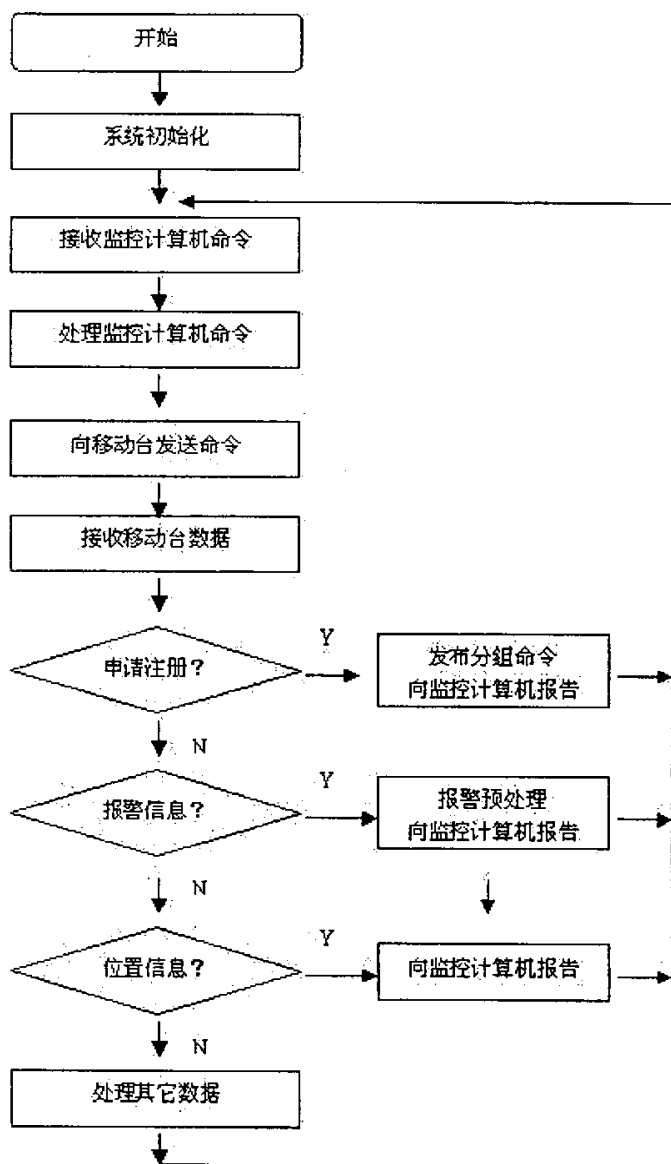 开始
系统初始化
接收监控计算机命令
处理监控计算机命令
向移动台发送命令
接收移动台数据
申请注册？
Y
发布分组命令
向监控计算机报告
N
报警信息？
Y
报警预处理
向监控计算机报告
N
位置信息？
Y
向监控计算机报告
N
处理其它数据